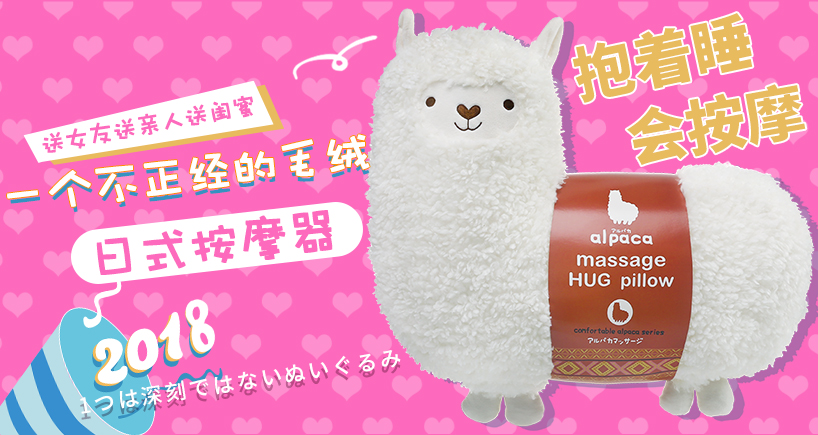 抱着睡
会按摩
送女友送亲人送闺蜜
一个不正经的毛绒
日式按摩器
2018
1つは深刻ではないぬいぐるみ
アルパカ
alpaca
massage
HUG pillow
confortable alpaca series
アルパカマッサージ